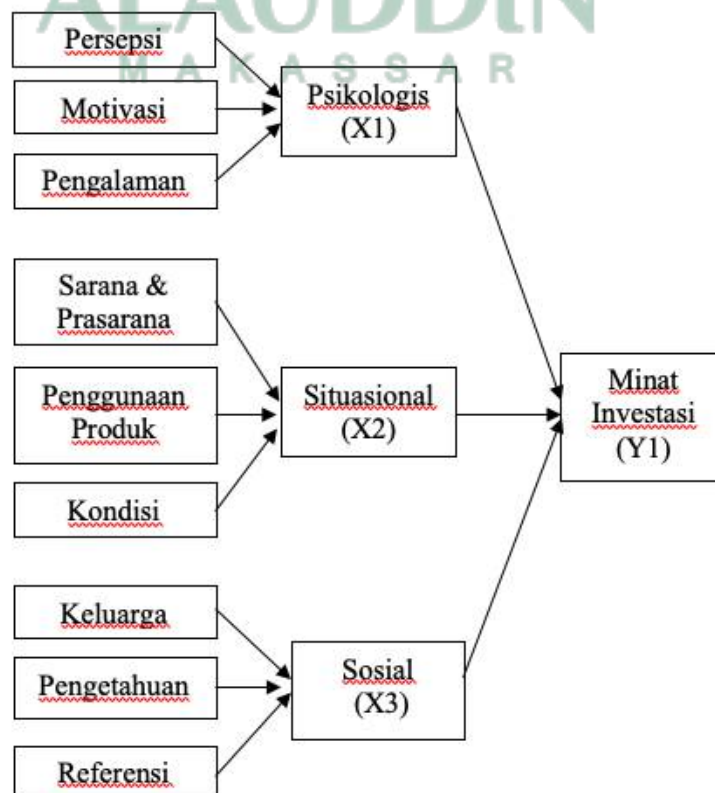 ALAUDDIN
MAKASSAR
Persepsi
Motivasi
Pengalaman
Psikologis
(X1)
Sarana &
Prasarana
Penggunaan
Produk
Kondisi
Situasional
(X2)
Keluarga
Pengetahuan
Referensi
Sosial
(X3)
Minat
Investasi
(Y1)